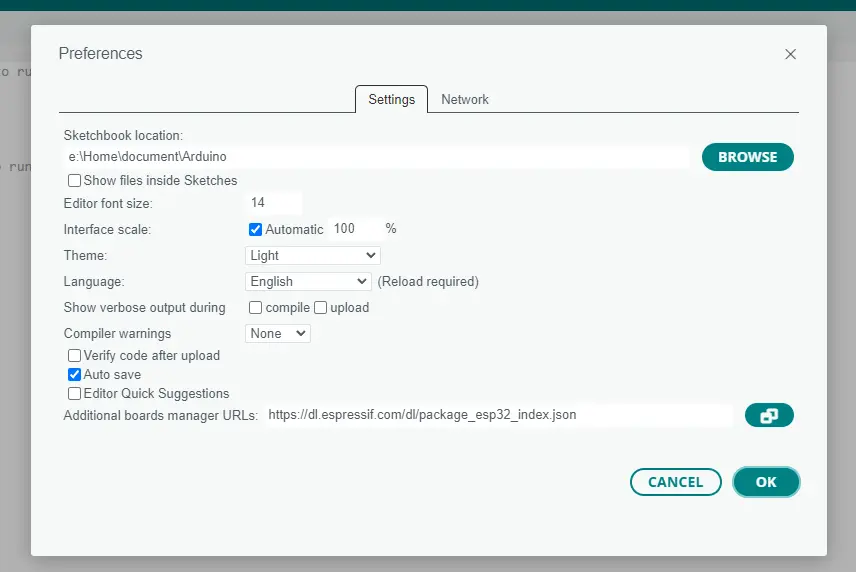 Preferences
to ru
Settings Network
Sketchbook location:
e:\Home\document\Arduino BROWSE
o run
Show files inside Sketches
Editor font size: 14
Interface scale: Automatic 100 %
Theme: Light
Language: English (Reload required)
Show verbose output during compile upload
Compiler warnings None
Verify code after upload
Auto save
Editor Quick Suggestions
Additional boards manager URLs: https://dl.espressif.com/dl/package_esp32_index.json
CANCEL OK